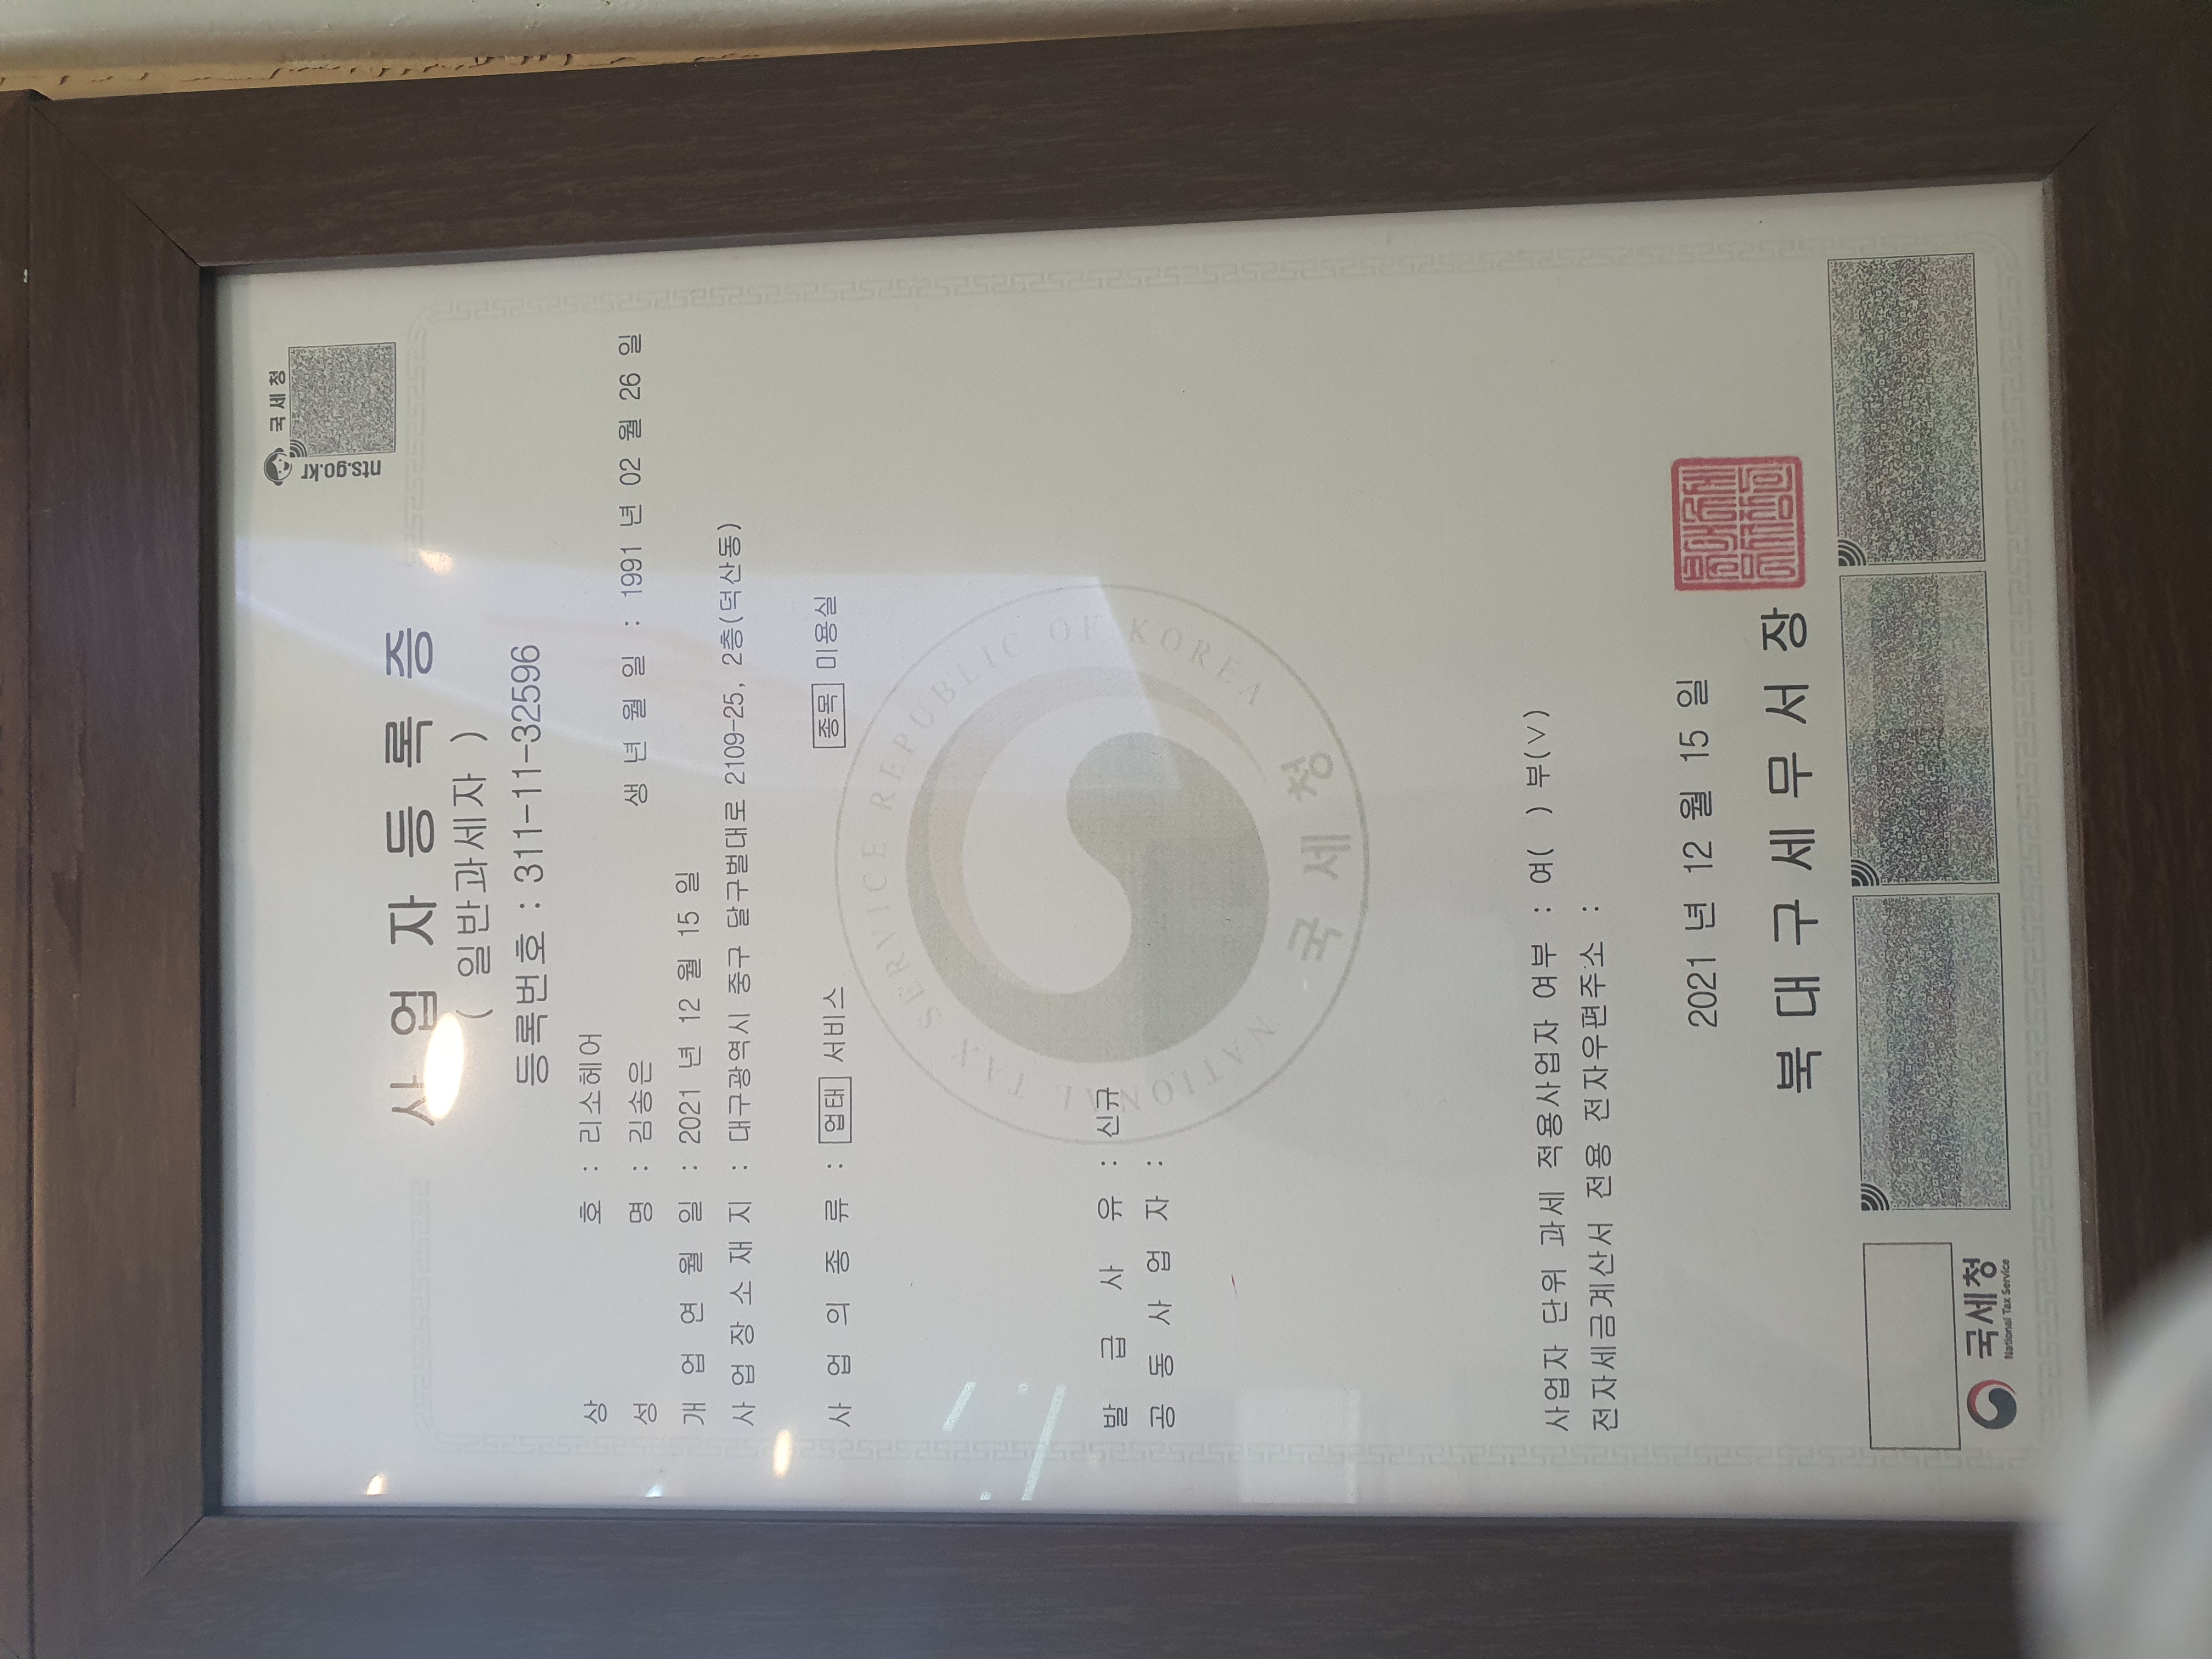 국세청
nts.go.kr
사 업 자 등 록 증
( 일반과세자 )
등록번호 : 311-11-32596
상 호 : 리소헤어
성 명 : 김송은 생 년 월 일 : 1991 년 02 월 26 일
개 업 연 월 일 : 2021 년 12 월 15 일
사 업 장 소 재 지 : 대구광역시 중구 달구벌대로 2109-25, 2층(덕산동)
사 업 의 종 류 : 업태 서비스 종목 미용실
NATIONAL TAX SERVICE REPUBLIC OF KOREA
국세청
발 급 사 유 : 신규
공 동 사 업 자 :
사업자 단위 과세 적용사업자 여부 : 여( ) 부(∨)
전자세금계산서 전용 전자우편주소 :
2021 년 12 월 15 일
북 대 구 세 무 서 장
국세청
National Tax Service